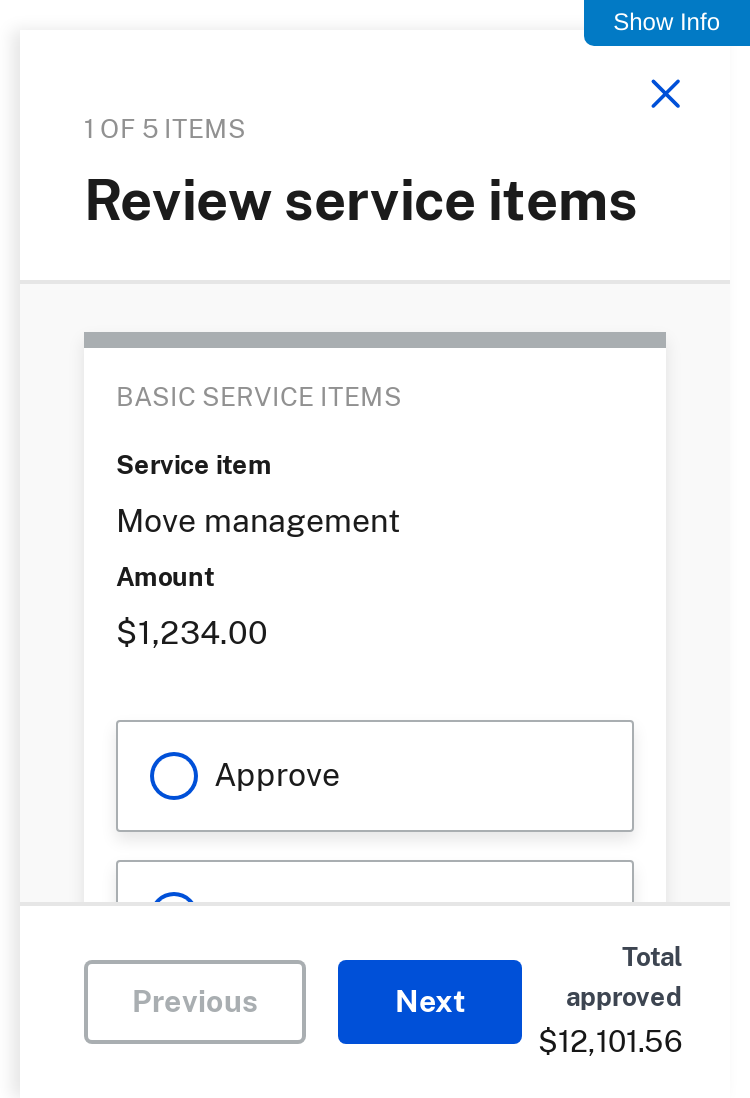 Show Info
1 OF 5 ITEMS
Review service items
BASIC SERVICE ITEMS
Service item
Move management
Amount
$1,234.00
Approve
Previous
Next
Total
approved
$12,101.56